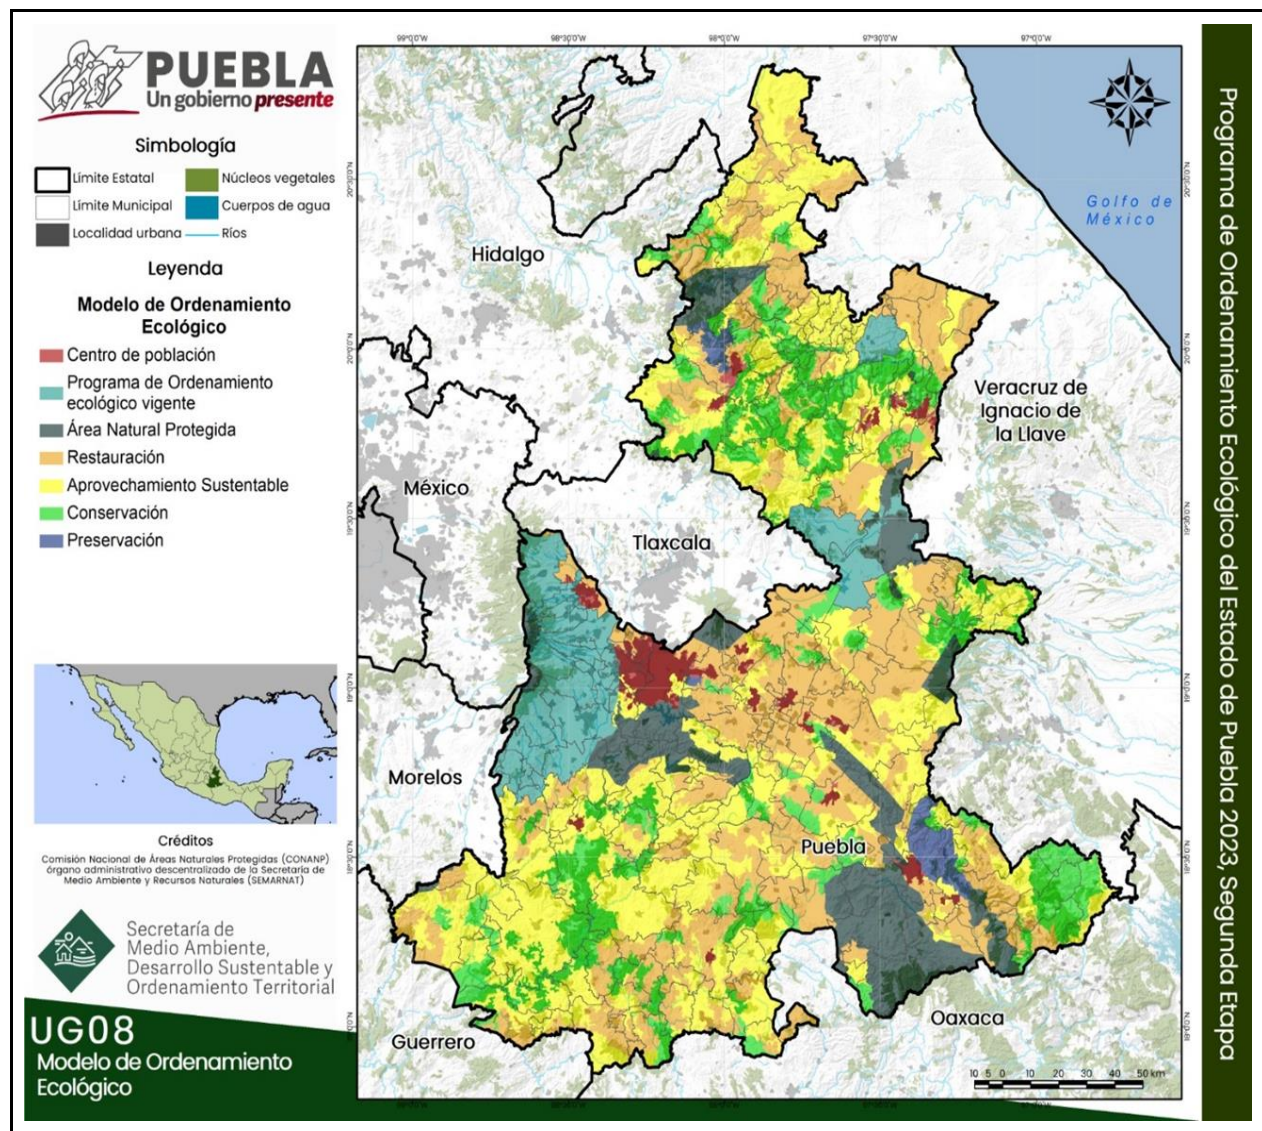 PUEBLA
Un gobierno presente
Simbología
Límite Estatal
Núcleos vegetales
Límite Municipal
Cuerpos de agua
Localidad urbana
Ríos
Leyenda
Modelo de Ordenamiento
Ecológico
Centro de población
Programa de Ordenamiento
ecológico vigente
Área Natural Protegida
Restauración
Aprovechamiento Sustentable
Conservación
Preservación
Créditos
Comisión Nacional de Áreas Naturales Protegidas (CONANP)
órgano administrativo descentralizado de la Secretaría de
Medio Ambiente y Recursos Naturales (SEMARNAT)
Secretaría de
Medio Ambiente,
Desarrollo Sustentable y
Ordenamiento Territorial
UG08
Modelo de Ordenamiento
Ecológico
99°0'0"W
98°30'0"W
98°0'0"W
97°30'0"W
97°0'0"W
Golfo de
México
Hidalgo
Veracruz de
Ignacio de
la Llave
México
Tlaxcala
Morelos
Puebla
Guerrero
Oaxaca
10 5 0 10 20 30 40 50 km
Programa de Ordenamiento Ecológico del Estado de Puebla 2023, Segunda Etapa